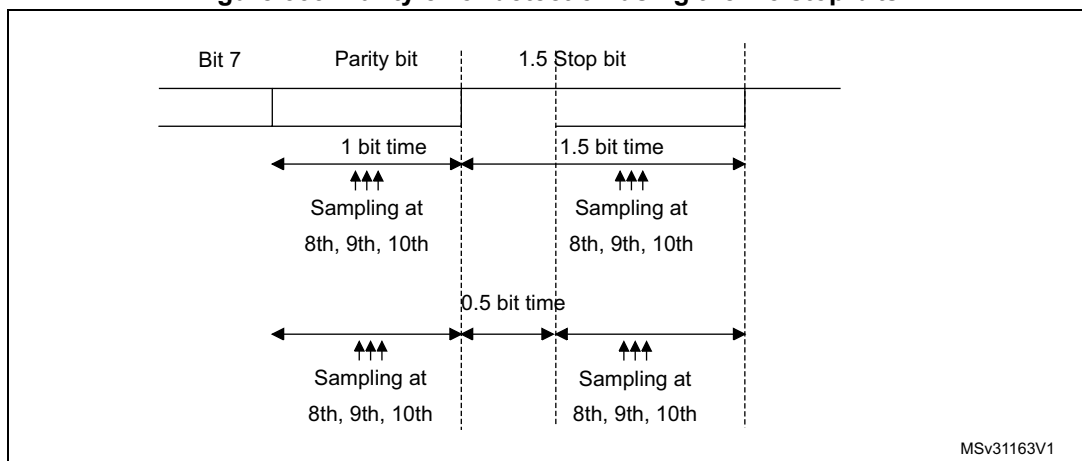 Bit 7 Parity bit 1.5 Stop bit
1 bit time 1.5 bit time
Sampling at Sampling at
8th, 9th, 10th 8th, 9th, 10th
0.5 bit time
Sampling at Sampling at
8th, 9th, 10th 8th, 9th, 10th
MSv31163V1